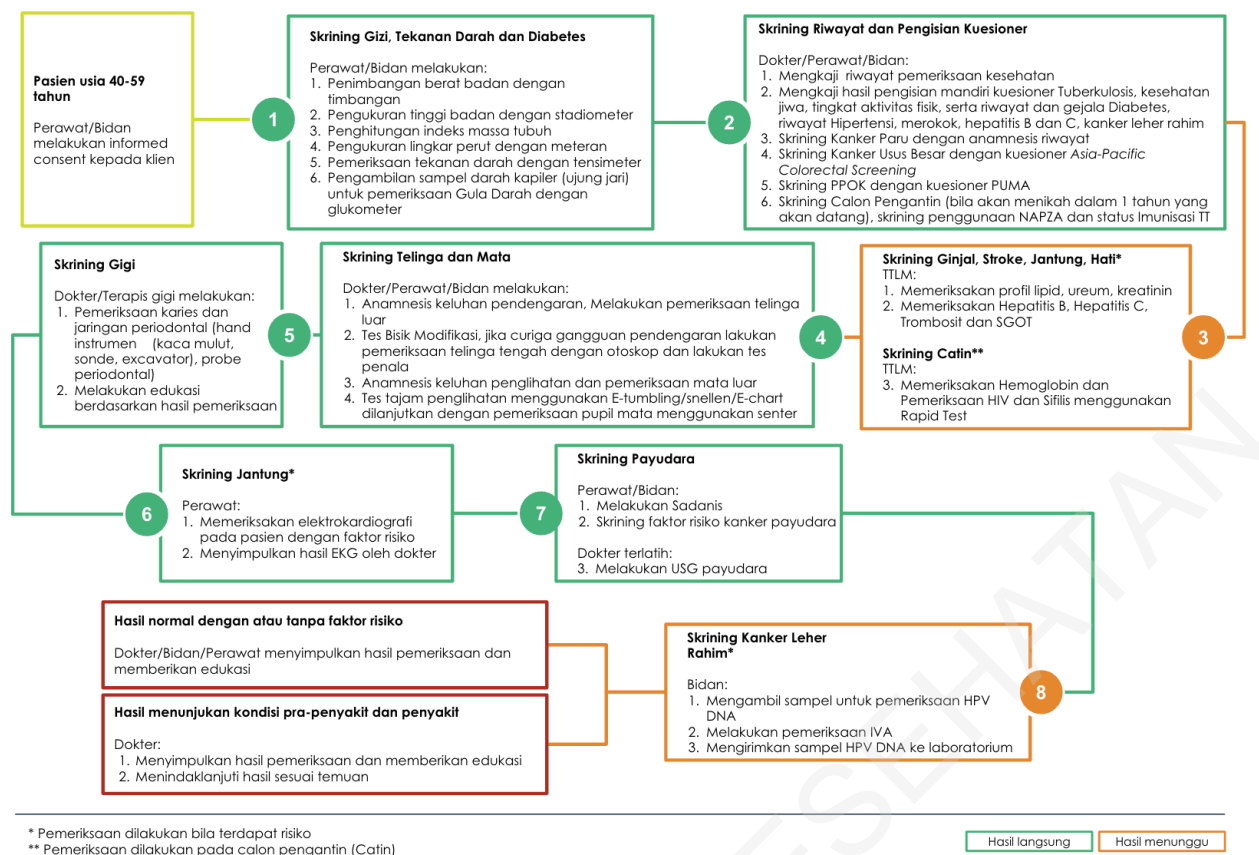 Pasien usia 40-59
tahun
Perawat/Bidan
melakukan informed
consent kepada klien
1
Skrining Gizi, Tekanan Darah dan Diabetes
Perawat/Bidan melakukan:
1. Penimbangan berat badan dengan
timbangan
2. Pengukuran tinggi badan dengan stadiometer
3. Penghitungan indeks massa tubuh
4. Pengukuran lingkar perut dengan meteran
5. Pemeriksaan tekanan darah dengan tensimeter
6. Pengambilan sampel darah kapiler (ujung jari)
untuk pemeriksaan Gula Darah dengan
glukometer
2
Skrining Riwayat dan Pengisian Kuesioner
Dokter/Perawat/Bidan:
1. Mengkaji riwayat pemeriksaan kesehatan
2. Mengkaji hasil pengisian mandiri kuesioner Tuberkulosis, kesehatan
jiwa, tingkat aktivitas fisik, serta riwayat dan gejala Diabetes,
riwayat Hipertensi, merokok, hepatitis B dan C, kanker leher rahim
3. Skrining Kanker Paru dengan anamnesis riwayat
4. Skrining Kanker Usus Besar dengan kuesioner Asia-Pacific
Colorectal Screening
5. Skrining PPOK dengan kuesioner PUMA
6. Skrining Calon Pengantin (bila akan menikah dalam 1 tahun yang
akan datang), skrining penggunaan NAPZA dan status Imunisasi TT
3
Skrining Ginjal, Stroke, Jantung, Hati*
TTLM:
1. Memeriksakan profil lipid, ureum, kreatinin
2. Memeriksakan Hepatitis B, Hepatitis C,
Trombosit dan SGOT
Skrining Catin**
TTLM:
3. Memeriksakan Hemoglobin dan
Pemeriksaan HIV dan Sifilis menggunakan
Rapid Test
4
Skrining Telinga dan Mata
Dokter/Perawat/Bidan melakukan:
1. Anamnesis keluhan pendengaran, Melakukan pemeriksaan telinga
luar
2. Tes Bisik Modifikasi, jika curiga gangguan pendengaran lakukan
pemeriksaan telinga tengah dengan otoskop dan lakukan tes
penala
3. Anamnesis keluhan penglihatan dan pemeriksaan mata luar
4. Tes tajam penglihatan menggunakan E-tumbling/snellen/E-chart
dilanjutkan dengan pemeriksaan pupil mata menggunakan senter
5
Skrining Gigi
Dokter/Terapis gigi melakukan:
1. Pemeriksaan karies dan
jaringan periodontal (hand
instrumen (kaca mulut,
sonde, excavator), probe
periodontal)
2. Melakukan edukasi
berdasarkan hasil pemeriksaan
6
Skrining Jantung*
Perawat:
1. Memeriksakan elektrokardiografi
pada pasien dengan faktor risiko
2. Menyimpulkan hasil EKG oleh dokter
7
Skrining Payudara
Perawat/Bidan:
1. Melakukan Sadanis
2. Skrining faktor risiko kanker payudara
Dokter terlatih:
3. Melakukan USG payudara
8
Skrining Kanker Leher
Rahim*
Bidan:
1. Mengambil sampel untuk pemeriksaan HPV
DNA
2. Melakukan pemeriksaan IVA
3. Mengirimkan sampel HPV DNA ke laboratorium
Hasil normal dengan atau tanpa faktor risiko
Dokter/Bidan/Perawat menyimpulkan hasil pemeriksaan dan
memberikan edukasi
Hasil menunjukan kondisi pra-penyakit dan penyakit
Dokter:
1. Menyimpulkan hasil pemeriksaan dan memberikan edukasi
2. Menindaklanjuti hasil sesuai temuan
* Pemeriksaan dilakukan bila terdapat risiko
** Pemeriksaan dilakukan pada calon pengantin (Catin)
Hasil langsung
Hasil menunggu
ESEHATAN